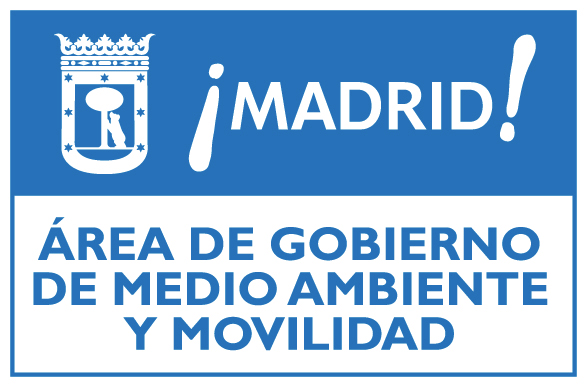 ¡MADRID!
ÁREA DE GOBIERNO
DE MEDIO AMBIENTE
Y MOVILIDAD